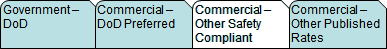 Government – DoD
Commercial – DoD Preferred
Commercial – Other Safety Compliant
Commercial – Other Published Rates